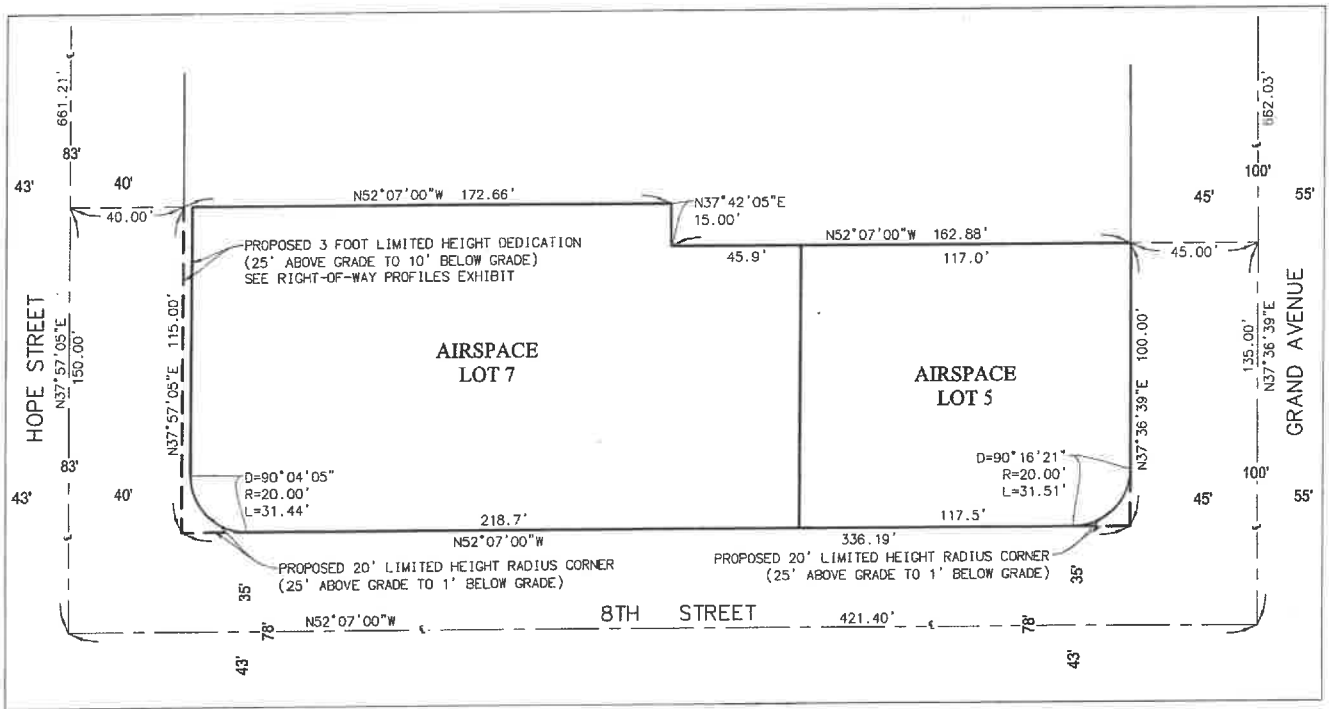 661.21'
℄
662.03'
℄
83'
43'
40'
40.00'
N52°07'00"W 172.66'
N37°42'05"E
15.00'
100'
45'
55'
N52°07'00"W 162.88'
45.9'
117.0'
45.00'
PROPOSED 3 FOOT LIMITED HEIGHT DEDICATION
(25' ABOVE GRADE TO 10' BELOW GRADE)
SEE RIGHT-OF-WAY PROFILES EXHIBIT
HOPE STREET
N37°57'05"E
150.00'
N37°57'05"E 115.00'
AIRSPACE
LOT 7
AIRSPACE
LOT 5
N37°36'39"E 100.00'
135.00'
N37°36'39"E
GRAND AVENUE
83'
43'
40'
D=90°04'05"
R=20.00'
L=31.44'
D=90°16'21"
R=20.00'
L=31.51'
100'
45'
55'
218.7'
N52°07'00"W
117.5'
336.19'
PROPOSED 20' LIMITED HEIGHT RADIUS CORNER
(25' ABOVE GRADE TO 1' BELOW GRADE)
PROPOSED 20' LIMITED HEIGHT RADIUS CORNER
(25' ABOVE GRADE TO 1' BELOW GRADE)
35'
35'
8TH STREET
N52°07'00"W
℄
421.40'
℄
78'
78'
43'
43'